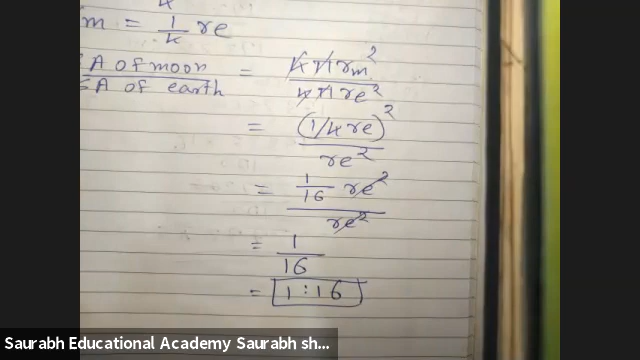 4
m = 1/4 re
SA of moon / SA of earth = 4πrm² / 4πre²
= (1/4 re)² / re²
= 1/16 re² / re²
= 1/16
= 1:16
Saurabh Educational Academy Saurabh sh...